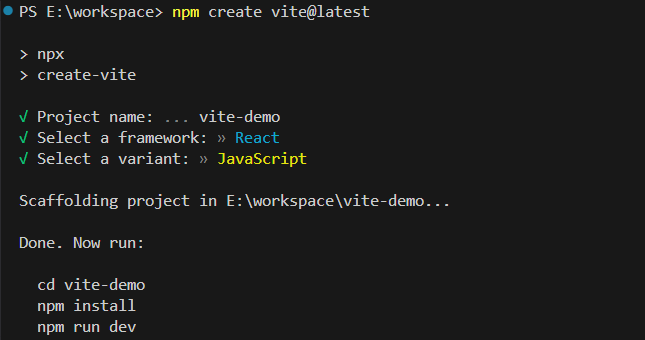 PS E:\workspace> npm create vite@latest
> npx
> create-vite
√ Project name: ... vite-demo
√ Select a framework: » React
√ Select a variant: » JavaScript
Scaffolding project in E:\workspace\vite-demo...
Done. Now run:
cd vite-demo
npm install
npm run dev